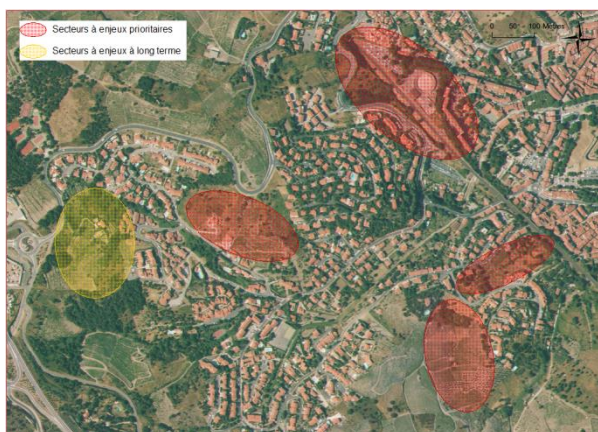 Secteurs à enjeux prioritaires
Secteurs à enjeux à long terme
0 50 100 Mètres